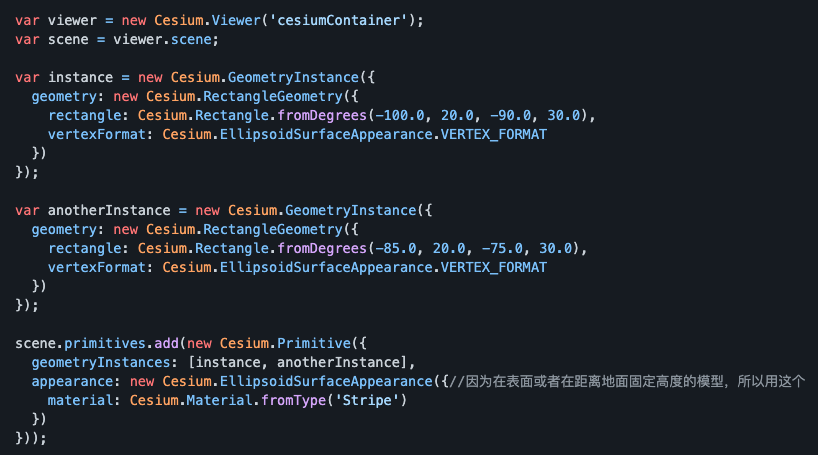 var viewer = new Cesium.Viewer('cesiumContainer');
var scene = viewer.scene;
var instance = new Cesium.GeometryInstance({
  geometry: new Cesium.RectangleGeometry({
    rectangle: Cesium.Rectangle.fromDegrees(-100.0, 20.0, -90.0, 30.0),
    vertexFormat: Cesium.EllipsoidSurfaceAppearance.VERTEX_FORMAT
  })
});
var anotherInstance = new Cesium.GeometryInstance({
  geometry: new Cesium.RectangleGeometry({
    rectangle: Cesium.Rectangle.fromDegrees(-85.0, 20.0, -75.0, 30.0),
    vertexFormat: Cesium.EllipsoidSurfaceAppearance.VERTEX_FORMAT
  })
});
scene.primitives.add(new Cesium.Primitive({
  geometryInstances: [instance, anotherInstance],
  appearance: new Cesium.EllipsoidSurfaceAppearance({//因为在表面或者在距离地面固定高度的模型，所以用这个
    material: Cesium.Material.fromType('Stripe')
  })
}));